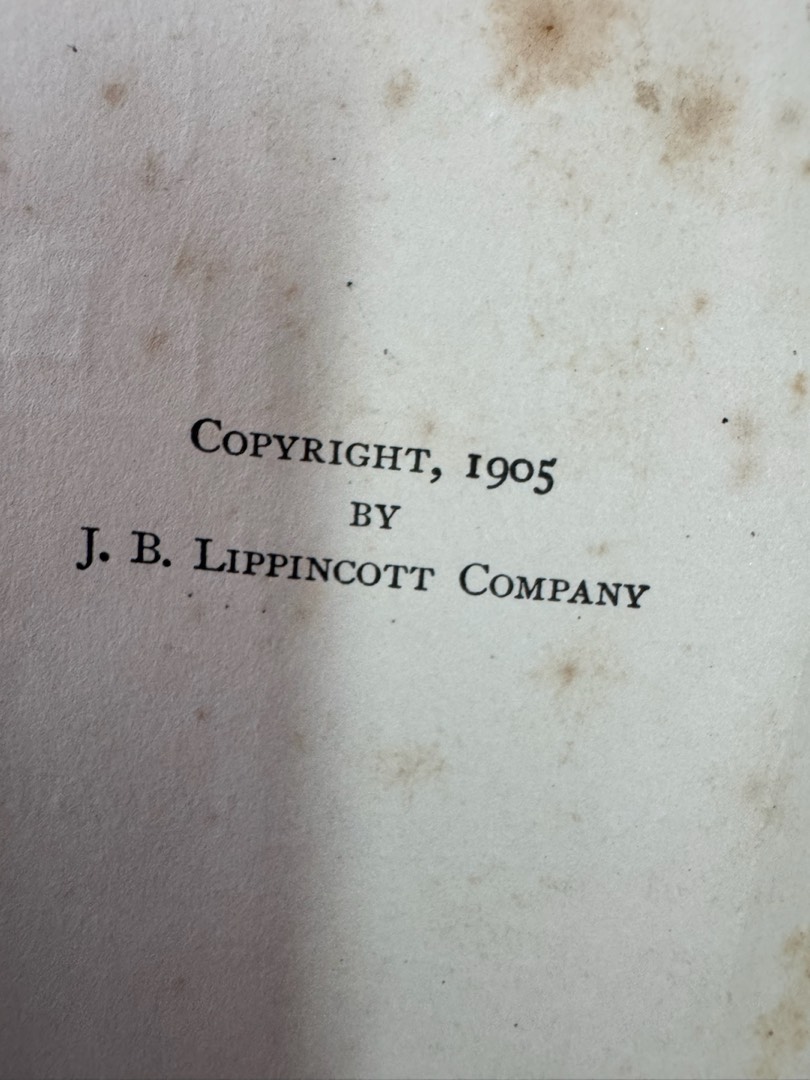 Copyright, 1905
by
J. B. Lippincott Company